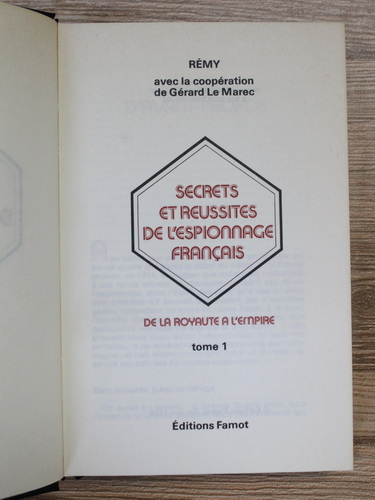 RÉMY
avec la coopération
de Gérard Le Marec
SECRETS
ET REUSSITES
DE L'ESPIONNAGE
FRANÇAIS
DE LA ROYAUTE A L'EMPIRE
tome 1
Éditions Famot